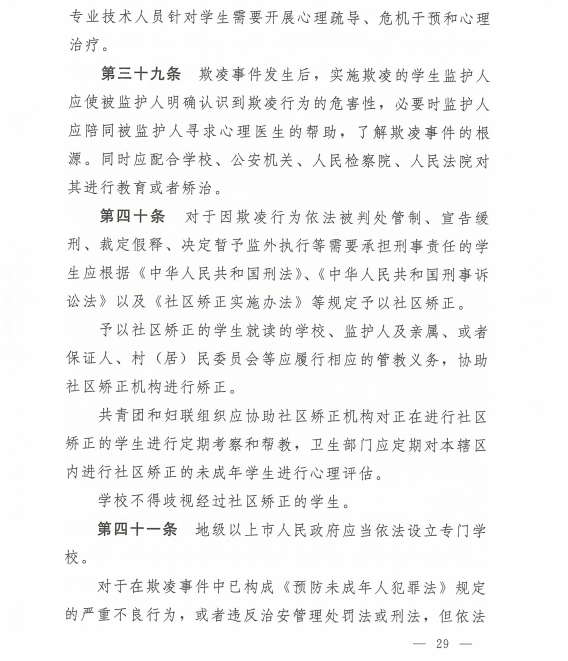 专业技术人员针对学生需要开展心理疏导、危机干预和心理
治疗。
第三十九条 欺凌事件发生后，实施欺凌的学生监护人
应使被监护人明确认识到欺凌行为的危害性，必要时监护人
应陪同被监护人寻求心理医生的帮助，了解欺凌事件的根
源。同时应配合学校、公安机关、人民检察院、人民法院对
其进行教育或者矫治。
第四十条 对于因欺凌行为依法被判处管制、宣告缓
刑、裁定假释、决定暂予监外执行等需要承担刑事责任的学
生应根据《中华人民共和国刑法》、《中华人民共和国刑事诉
讼法》以及《社区矫正实施办法》等规定予以社区矫正。
予以社区矫正的学生就读的学校、监护人及亲属、或者
保证人、村（居）民委员会等应履行相应的管教义务，协助
社区矫正机构进行矫正。
共青团和妇联组织应协助社区矫正机构对正在进行社区
矫正的学生进行定期考察和帮教，卫生部门应定期对本辖区
内进行社区矫正的未成年学生进行心理评估。
学校不得歧视经过社区矫正的学生。
第四十一条 地级以上市人民政府应当依法设立专门学
校。
对于在欺凌事件中已构成《预防未成年人犯罪法》规定
的严重不良行为，或者违反治安管理处罚法或刑法，但依法
— 29 —